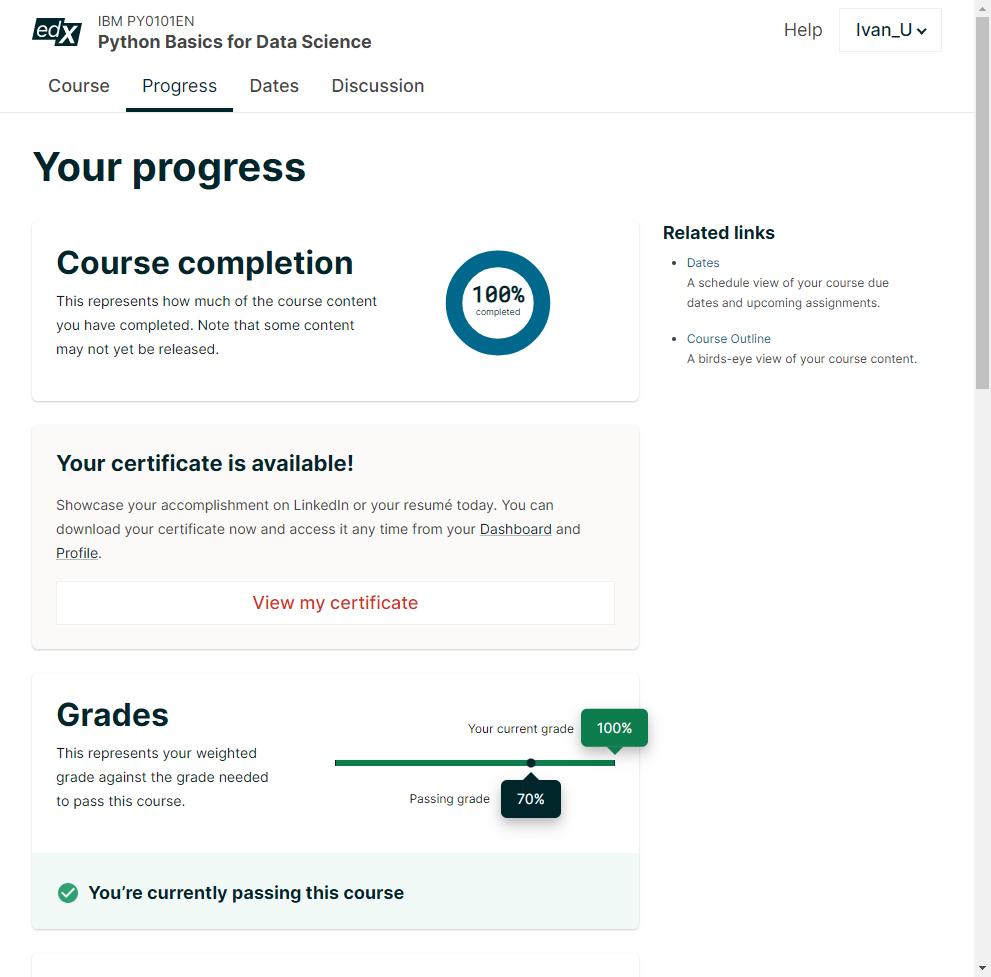 edX
IBM PY0101EN
Python Basics for Data Science
Help
Ivan_U
Course
Progress
Dates
Discussion
Your progress
Course completion
This represents how much of the course content
you have completed. Note that some content
may not yet be released.
100%
completed
Related links
Dates
A schedule view of your course due
dates and upcoming assignments.
Course Outline
A birds-eye view of your course content.
Your certificate is available!
Showcase your accomplishment on LinkedIn or your resumé today. You can
download your certificate now and access it any time from your Dashboard and
Profile.
View my certificate
Grades
This represents your weighted
grade against the grade needed
to pass this course.
Your current grade
100%
Passing grade
70%
You’re currently passing this course